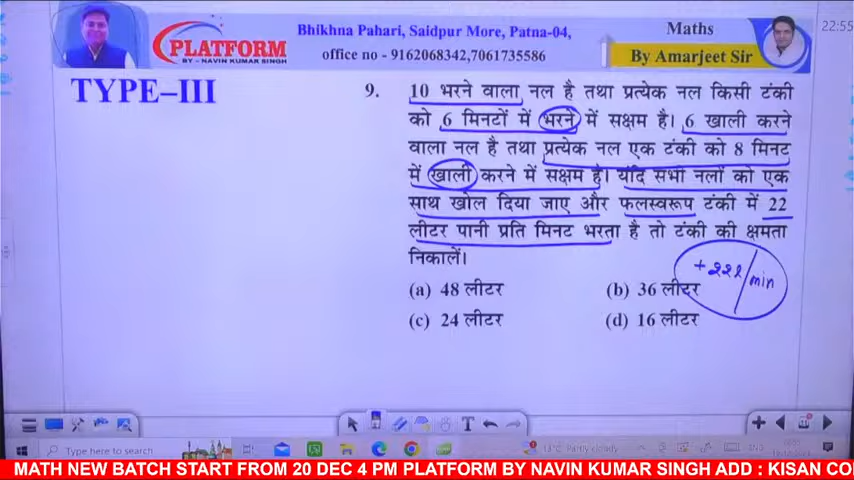 Bhikhna Pahari, Saidpur More, Patna-04,
office no - 9162068342,7061735586
PLATFORM
BY - NAVIN KUMAR SINGH
Maths
By Amarjeet Sir
22:55
TYPE–III
9. 10 भरने वाला नल है तथा प्रत्येक नल किसी टंकी
को 6 मिनटों में भरने में सक्षम है। 6 खाली करने
वाला नल है तथा प्रत्येक नल एक टंकी को 8 मिनट
में खाली करने में सक्षम है। यदि सभी नलों को एक
साथ खोल दिया जाए और फलस्वरूप टंकी में 22
लीटर पानी प्रति मिनट भरता है तो टंकी की क्षमता
निकालें।
+22l/min
(a) 48 लीटर (b) 36 लीटर
(c) 24 लीटर (d) 16 लीटर
Type here to search
13°C Partly cloudy
ENG
MATH NEW BATCH START FROM 20 DEC 4 PM PLATFORM BY NAVIN KUMAR SINGH ADD : KISAN CO